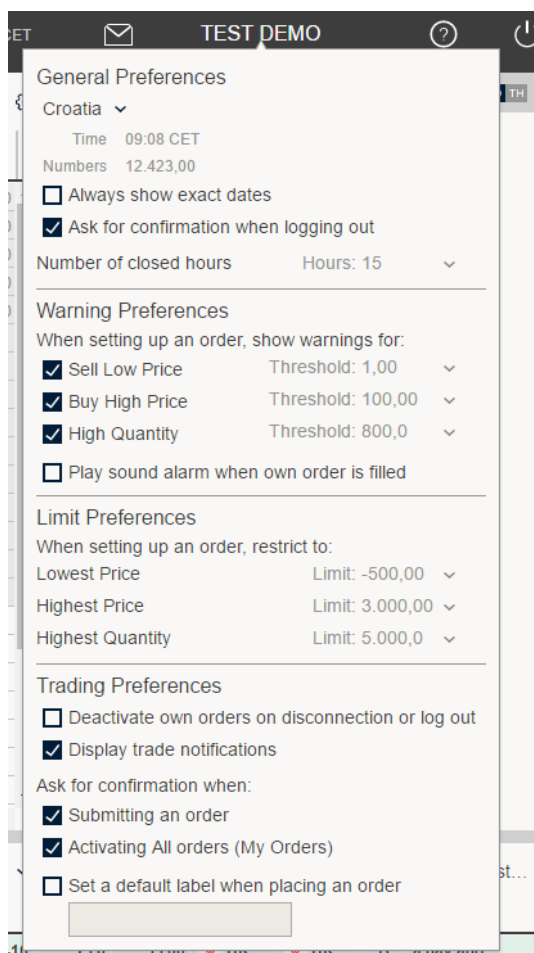 CET TEST DEMO ?
General Preferences
Croatia
TH
Time 09:08 CET
Numbers 12.423,00
Always show exact dates
Ask for confirmation when logging out
Number of closed hours Hours: 15
Warning Preferences
When setting up an order, show warnings for:
Sell Low Price Threshold: 1,00
Buy High Price Threshold: 100,00
High Quantity Threshold: 800,0
Play sound alarm when own order is filled
Limit Preferences
When setting up an order, restrict to:
Lowest Price Limit: -500,00
Highest Price Limit: 3.000,00
Highest Quantity Limit: 5.000,0
Trading Preferences
Deactivate own orders on disconnection or log out
Display trade notifications
Ask for confirmation when:
Submitting an order
Activating All orders (My Orders)
st...
Set a default label when placing an order